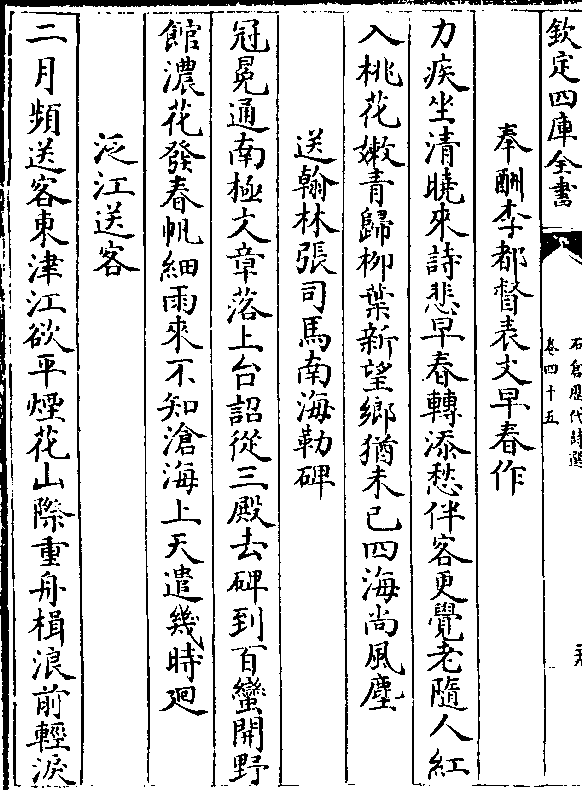 欽定四庫全書
石倉歷代詩選
卷四十五
奉酬李都督表丈早春作
力疾坐清曉來詩悲早春轉添愁伴客更覺老隨人紅
入桃花嫩青歸柳葉新望鄉猶未已四海尚風塵
送翰林張司馬南海勒碑
冠冕通南極文章落上台詔從三殿去碑到百蠻開野
館濃花發春帆細雨來不知滄海上天遣幾時廻
泛江送客
二月頻送客東津江欲平煙花山際重舟楫浪前輕淚